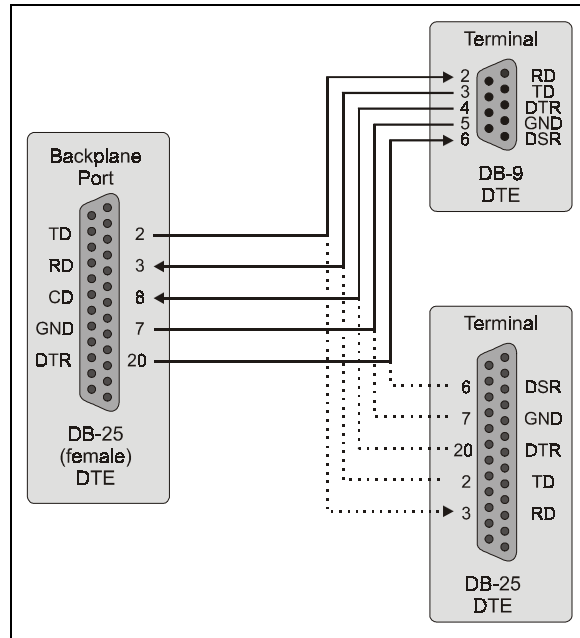 Backplane
Port
TD 2
RD 3
CD 8
GND 7
DTR 20
DB-25
(female)
DTE
Terminal
2 RD
3 TD
4 DTR
5 GND
6 DSR
DB-9
DTE
Terminal
6 DSR
7 GND
20 DTR
2 TD
3 RD
DB-25
DTE